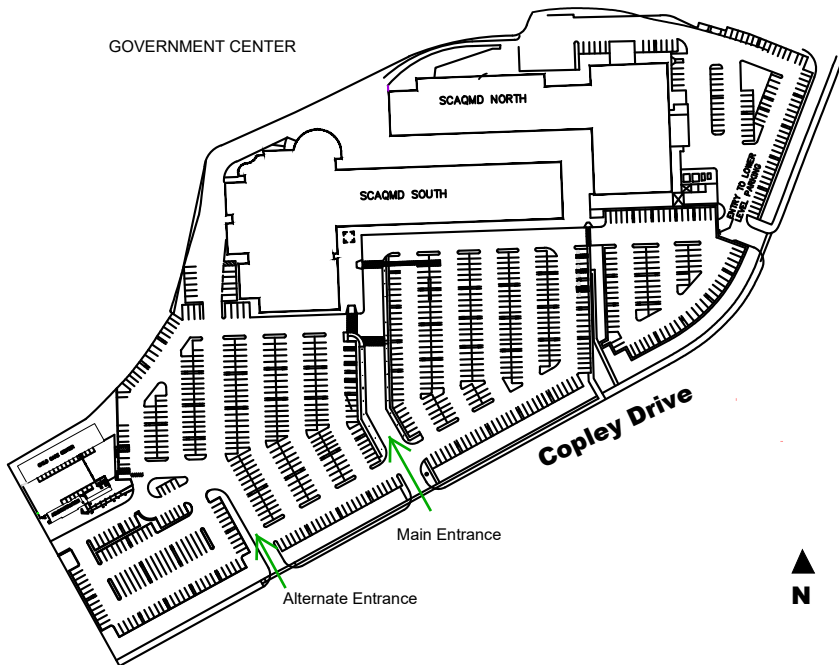 GOVERNMENT CENTER
SCAQMD NORTH
SCAQMD SOUTH
ENTRY TO LOWER
LEVEL PARKING
Copley Drive
Main Entrance
Alternate Entrance
N